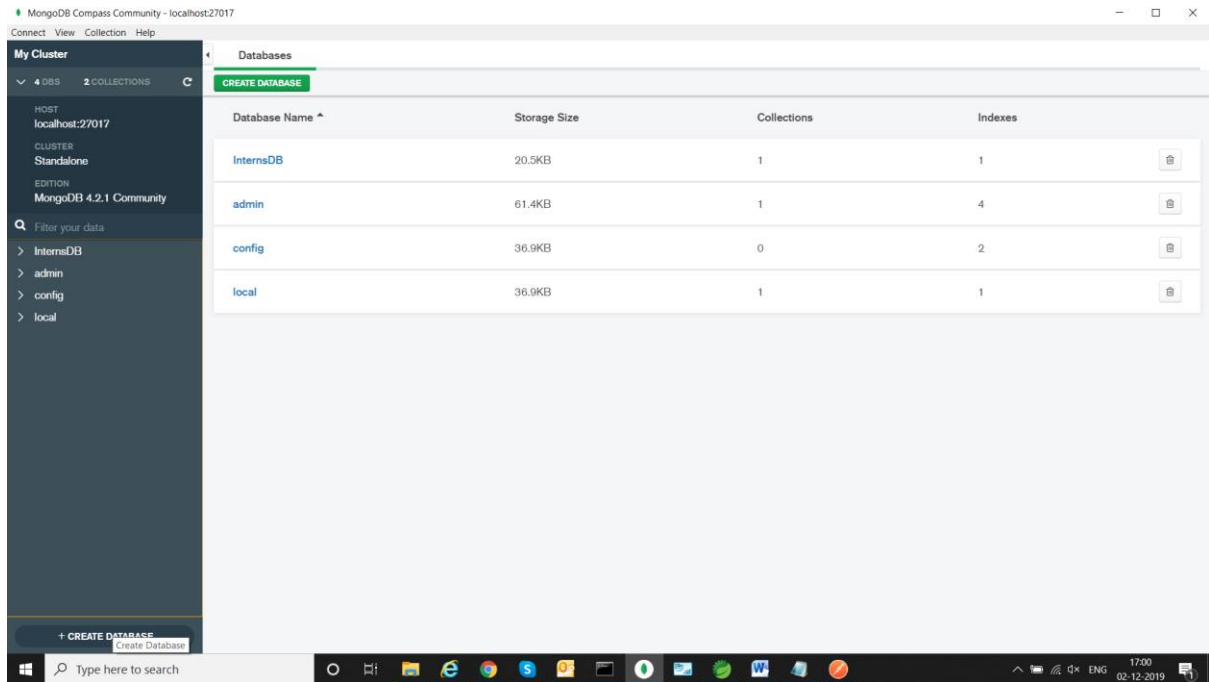 MongoDB Compass Community - localhost:27017
Connect View Collection Help
My Cluster
4 DBS 2 COLLECTIONS
HOST
localhost:27017
CLUSTER
Standalone
EDITION
MongoDB 4.2.1 Community
Filter your data
InternsDB
admin
config
local
+ CREATE DATABASE
Create Database
Databases
CREATE DATABASE
Database Name Storage Size Collections Indexes
InternsDB 20.5KB 1 1
admin 61.4KB 1 4
config 36.9KB 0 2
local 36.9KB 1 1
Type here to search
ENG
17:00
02-12-2019